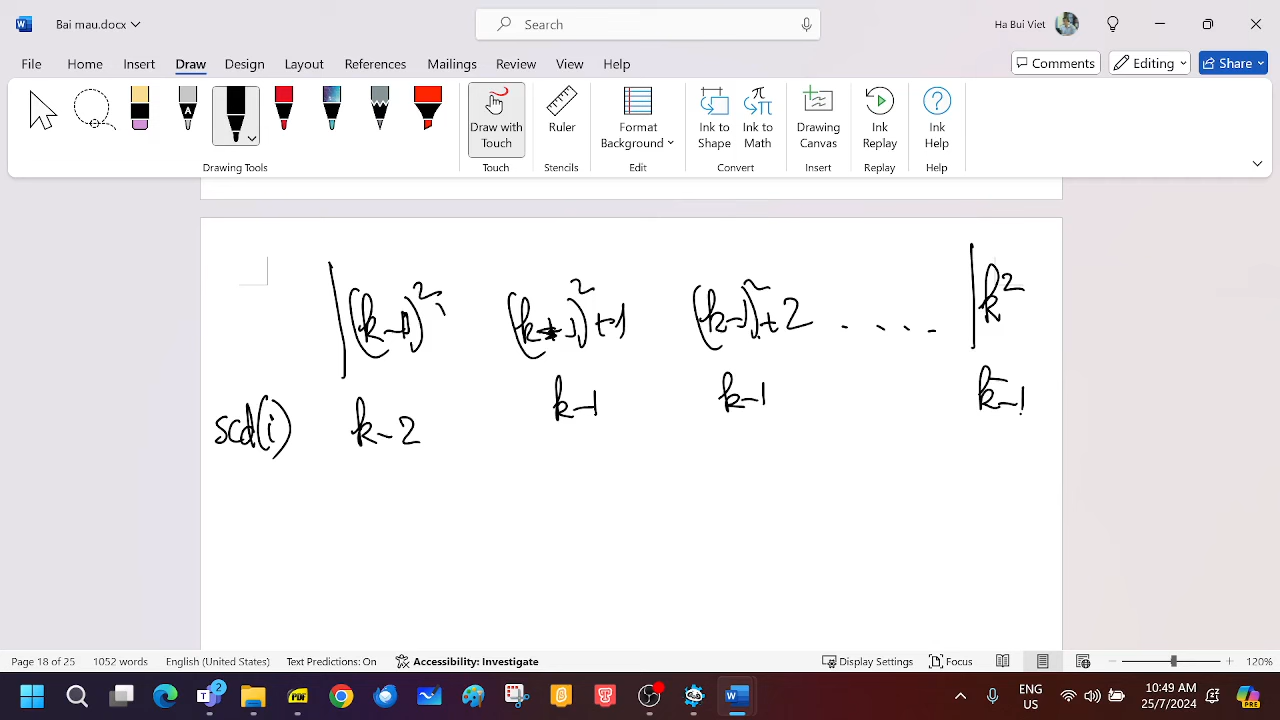 Bai mau.docx
Search
Ha Bui Viet
File Home Insert Draw Design Layout References Mailings Review View Help
Comments Editing Share
Draw with Touch
Ruler
Format Background
Ink to Shape
Ink to Math
Drawing Canvas
Ink Replay
Ink Help
Drawing Tools Touch Stencils Edit Convert Insert Replay Help
(k-1)² (k-1)²+1 (k-1)²+2 .... k²
scd(i) k-2 k-1 k-1 k-1
Page 18 of 25 1052 words English (United States) Text Prediction: On Accessibility: Investigate Display Settings Focus 120%
ENG US
10:49 AM
25/7/2024